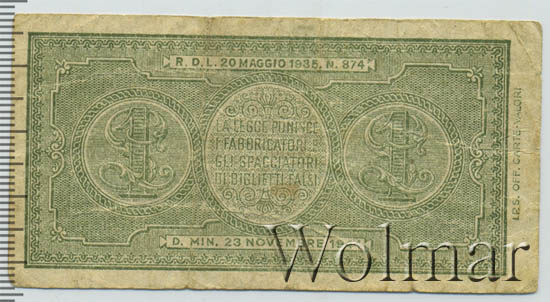 R. D. L. 20 MAGGIO 1935, N. 874
LA LEGGE PUNISCE
I FABBRICATORI E
GLI SPACCIATORI
DI BIGLIETTI FALSI
D. MIN. 23 NOVEMBRE
I.P.S. OFF. CARTE-VALORI
Wolmar